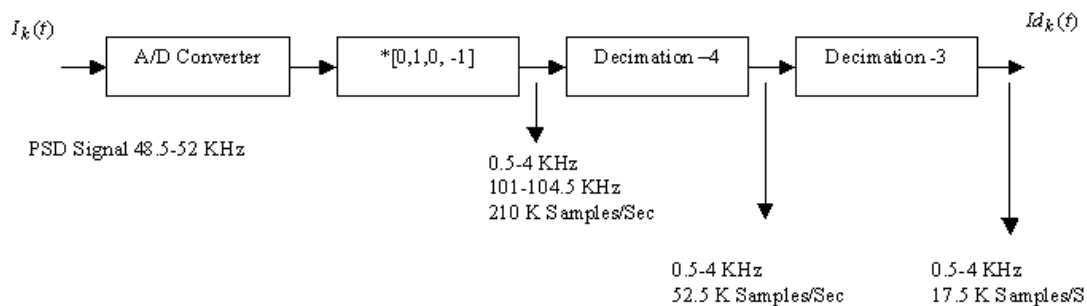 I_k(t)
Id_k(t)
A/D Converter
*[0,1,0, -1]
Decimation –4
Decimation -3
PSD Signal 48.5-52 KHz
0.5-4 KHz
101-104.5 KHz
210 K Samples/Sec
0.5-4 KHz
52.5 K Samples/Sec
0.5-4 KHz
17.5 K Samples/S